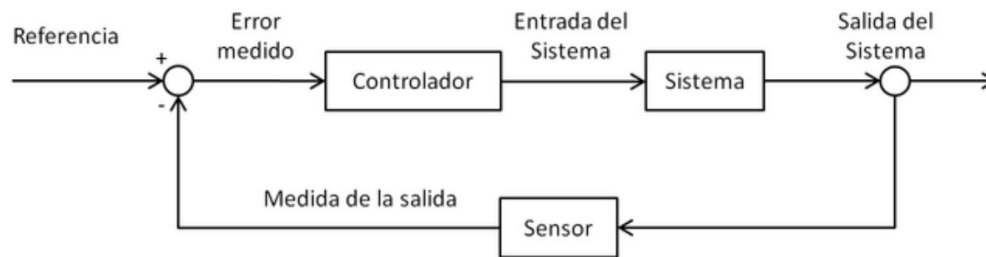 Referencia
+
-
Error
medido
Controlador
Entrada del
Sistema
Sistema
Salida del
Sistema
Medida de la salida
Sensor